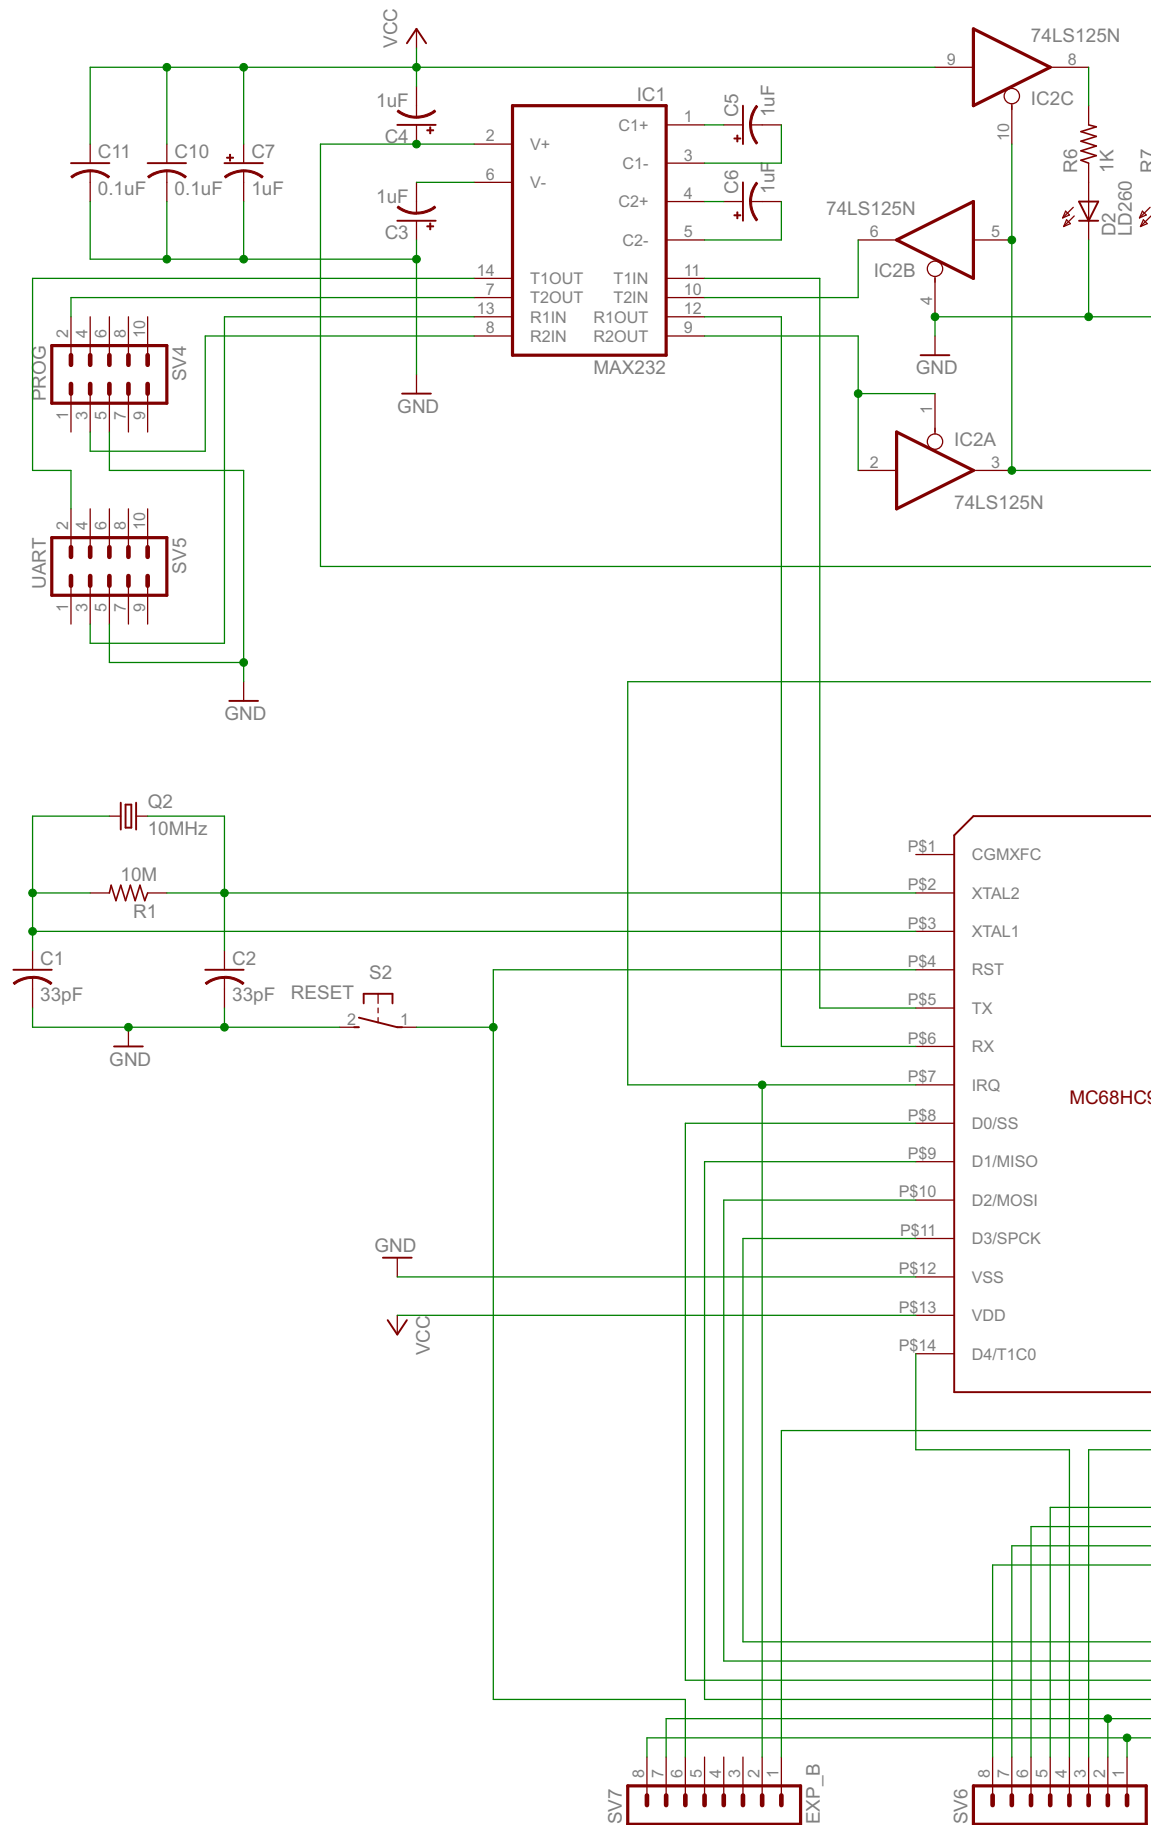 VCC
74LS125N
9
8
IC2C
10
1uF
C4
IC1
C5
1uF
C11
0.1uF
C10
0.1uF
C7
1uF
2
V+
6
V-
1uF
C3
C1+
1
C1-
3
C2+
4
C2-
5
C6
1uF
R6
1K
R7
D2
LD260
74LS125N
6
5
IC2B
4
GND
14
T1OUT
T1IN
11
7
T2OUT
T2IN
10
13
R1IN
R1OUT
12
8
R2IN
R2OUT
9
MAX232
GND
2 4 6 8 10
PROG
SV4
1 3 5 7 9
1
IC2A
2
3
74LS125N
2 4 6 8 10
UART
SV5
1 3 5 7 9
GND
Q2
10MHz
10M
R1
C1
33pF
C2
33pF
GND
S2
RESET
2
1
P$1
CGMXFC
P$2
XTAL2
P$3
XTAL1
P$4
RST
P$5
TX
P$6
RX
P$7
IRQ
MC68HC9
P$8
D0/SS
P$9
D1/MISO
P$10
D2/MOSI
P$11
D3/SPCK
GND
P$12
VSS
P$13
VDD
VCC
P$14
D4/T1C0
8 7 6 5 4 3 2 1
SV7
EXP_B
8 7 6 5 4 3 2 1
SV6